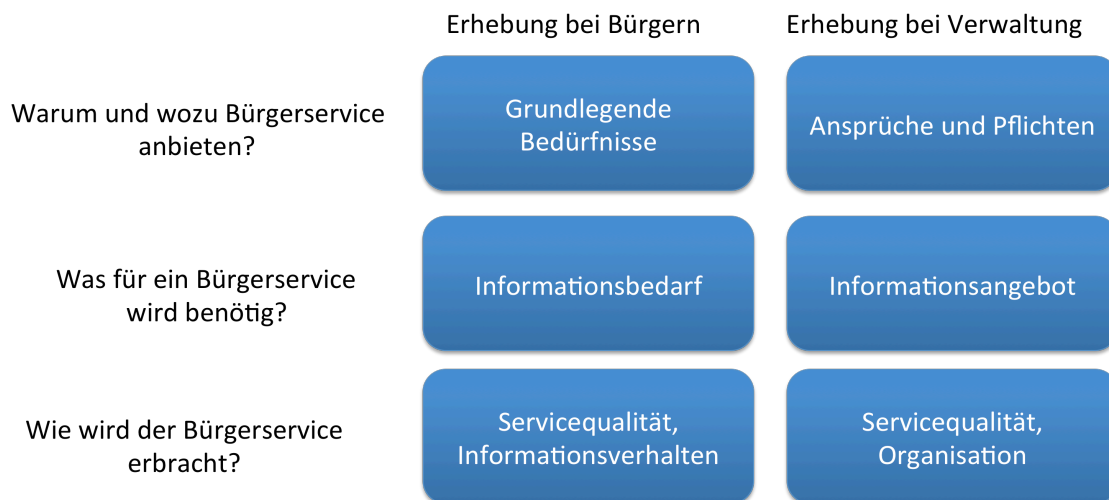 Erhebung bei Bürgern
Erhebung bei Verwaltung
Warum und wozu Bürgerservice
anbieten?
Grundlegende
Bedürfnisse
Ansprüche und Pflichten
Was für ein Bürgerservice
wird benötig?
Informationsbedarf
Informationsangebot
Wie wird der Bürgerservice
erbracht?
Servicequalität,
Informationsverhalten
Servicequalität,
Organisation